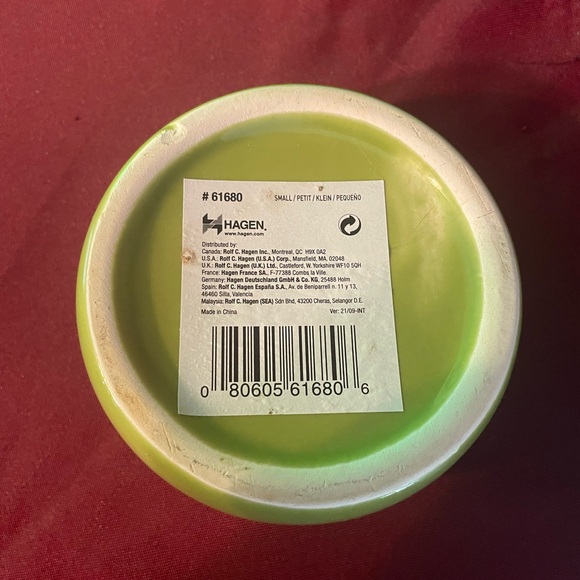 # 61680 SMALL / PETIT / KLEIN / PEQUEÑO
HAGEN.
www.hagen.com
Distributed by:
Canada: Rolf C. Hagen Inc., Montreal, QC H9X 0A2
U.S.A.: Rolf C. Hagen (U.S.A.) Corp., Mansfield, MA. 02048
U.K.: Rolf C. Hagen (U.K.) Ltd., Castleford, W. Yorkshire WF10 5QH
France: Hagen France SA., F-77388 Combs la Ville.
Germany: Hagen Deutschland GmbH & Co. KG, 25488 Holm
Spain: Rolf C. Hagen España S.A., Av. de Beniparrell n. 11 y 13,
46460 Silla, Valencia
Malaysia: Rolf C. Hagen (SEA) Sdn Bhd, 43200 Cheras, Selangor D.E.
Made in China Ver: 21/09-INT
0 80605 61680 6